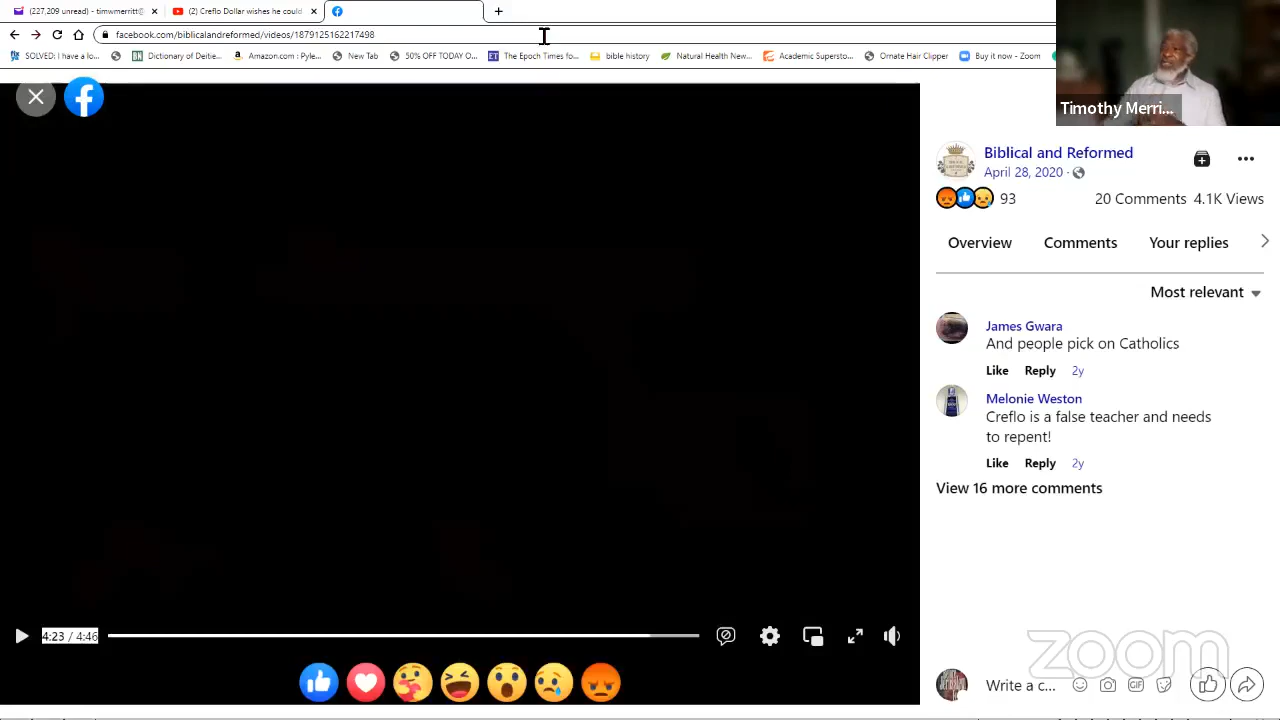 (227,209 unread) - timwmerritt@
(2) Creflo Dollar wishes he could
facebook.com/biblicalandreformed/videos/1879125162217498
SOLVED: I have a lo...
Dictionary of Deitie...
Amazon.com : Pyle...
New Tab
50% OFF TODAY O...
ET
The Epoch Times fo...
bible history
Natural Health New...
Academic Supersto...
Ornate Hair Clipper
Buy it now - Zoom
Timothy Merri...
Biblical and Reformed
April 28, 2020
93
20 Comments 4.1K Views
Overview
Comments
Your replies
Most relevant
James Gwara
And people pick on Catholics
Like Reply 2y
Melonie Weston
Creflo is a false teacher and needs
to repent!
Like Reply 2y
View 16 more comments
4:23 / 4:46
zoom
Write a c...
GIF